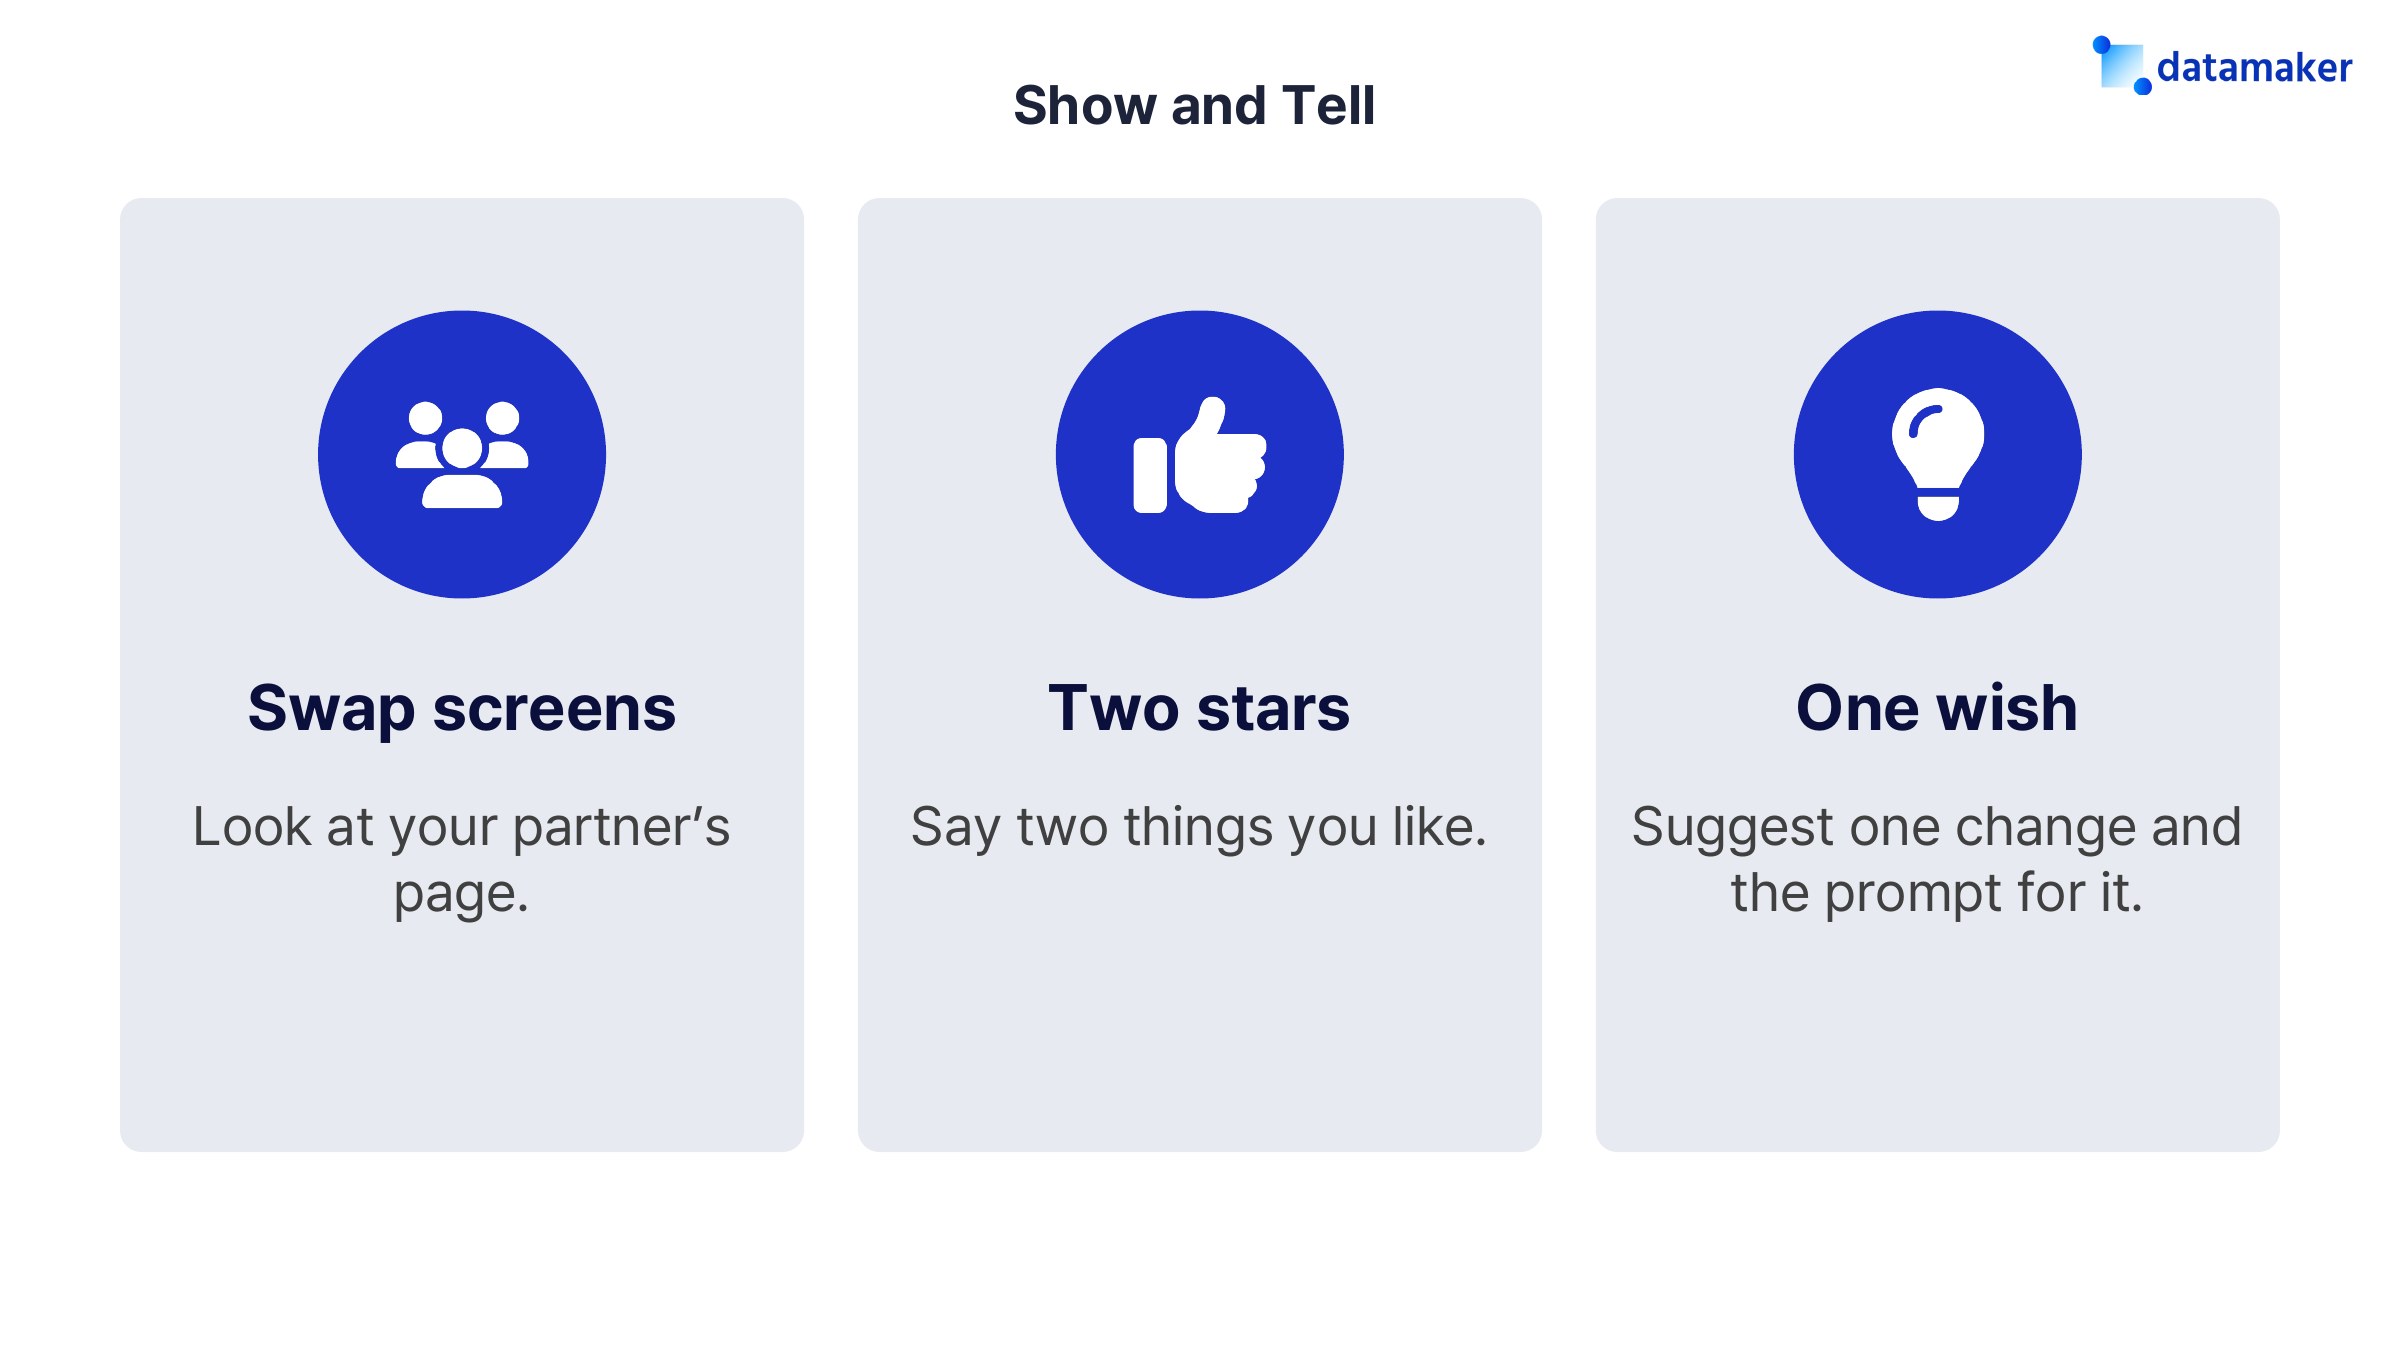 datamaker
Show and Tell
Swap screens
Look at your partner’s
page.
Two stars
Say two things you like.
One wish
Suggest one change and
the prompt for it.